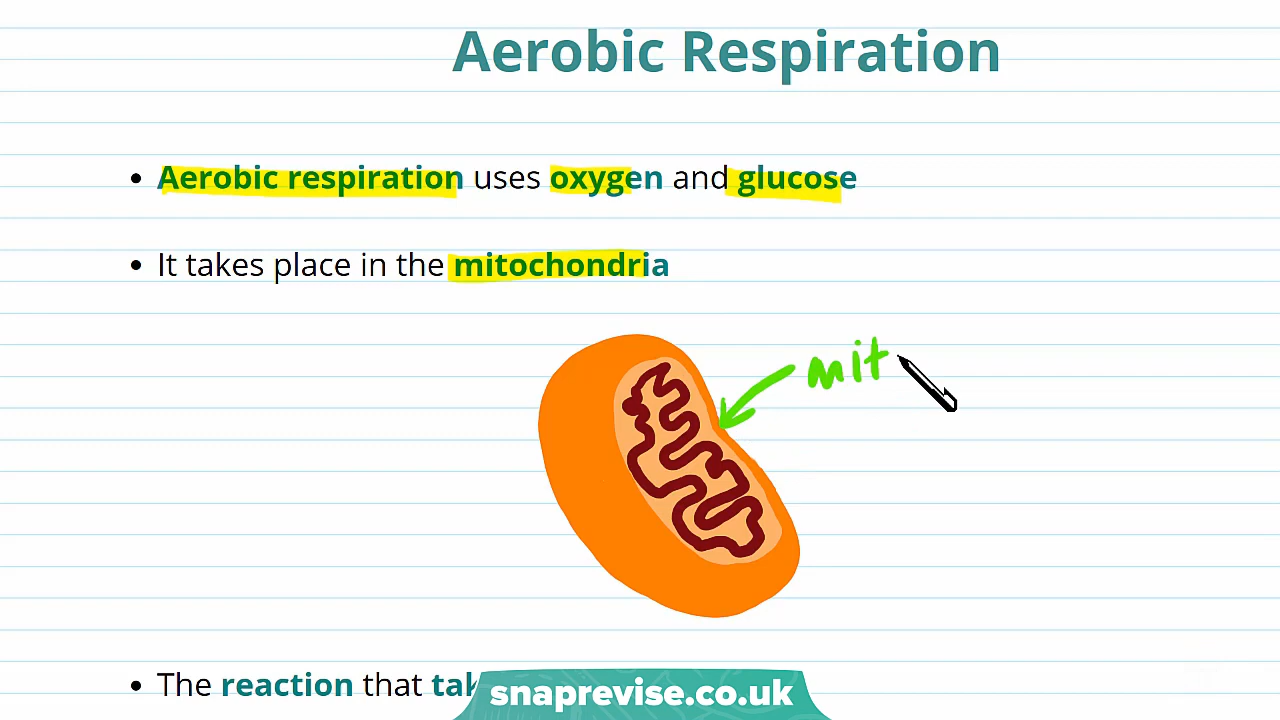 Aerobic Respiration
• Aerobic respiration uses oxygen and glucose
• It takes place in the mitochondria
mit
• The reaction that tak
snaprevise.co.uk